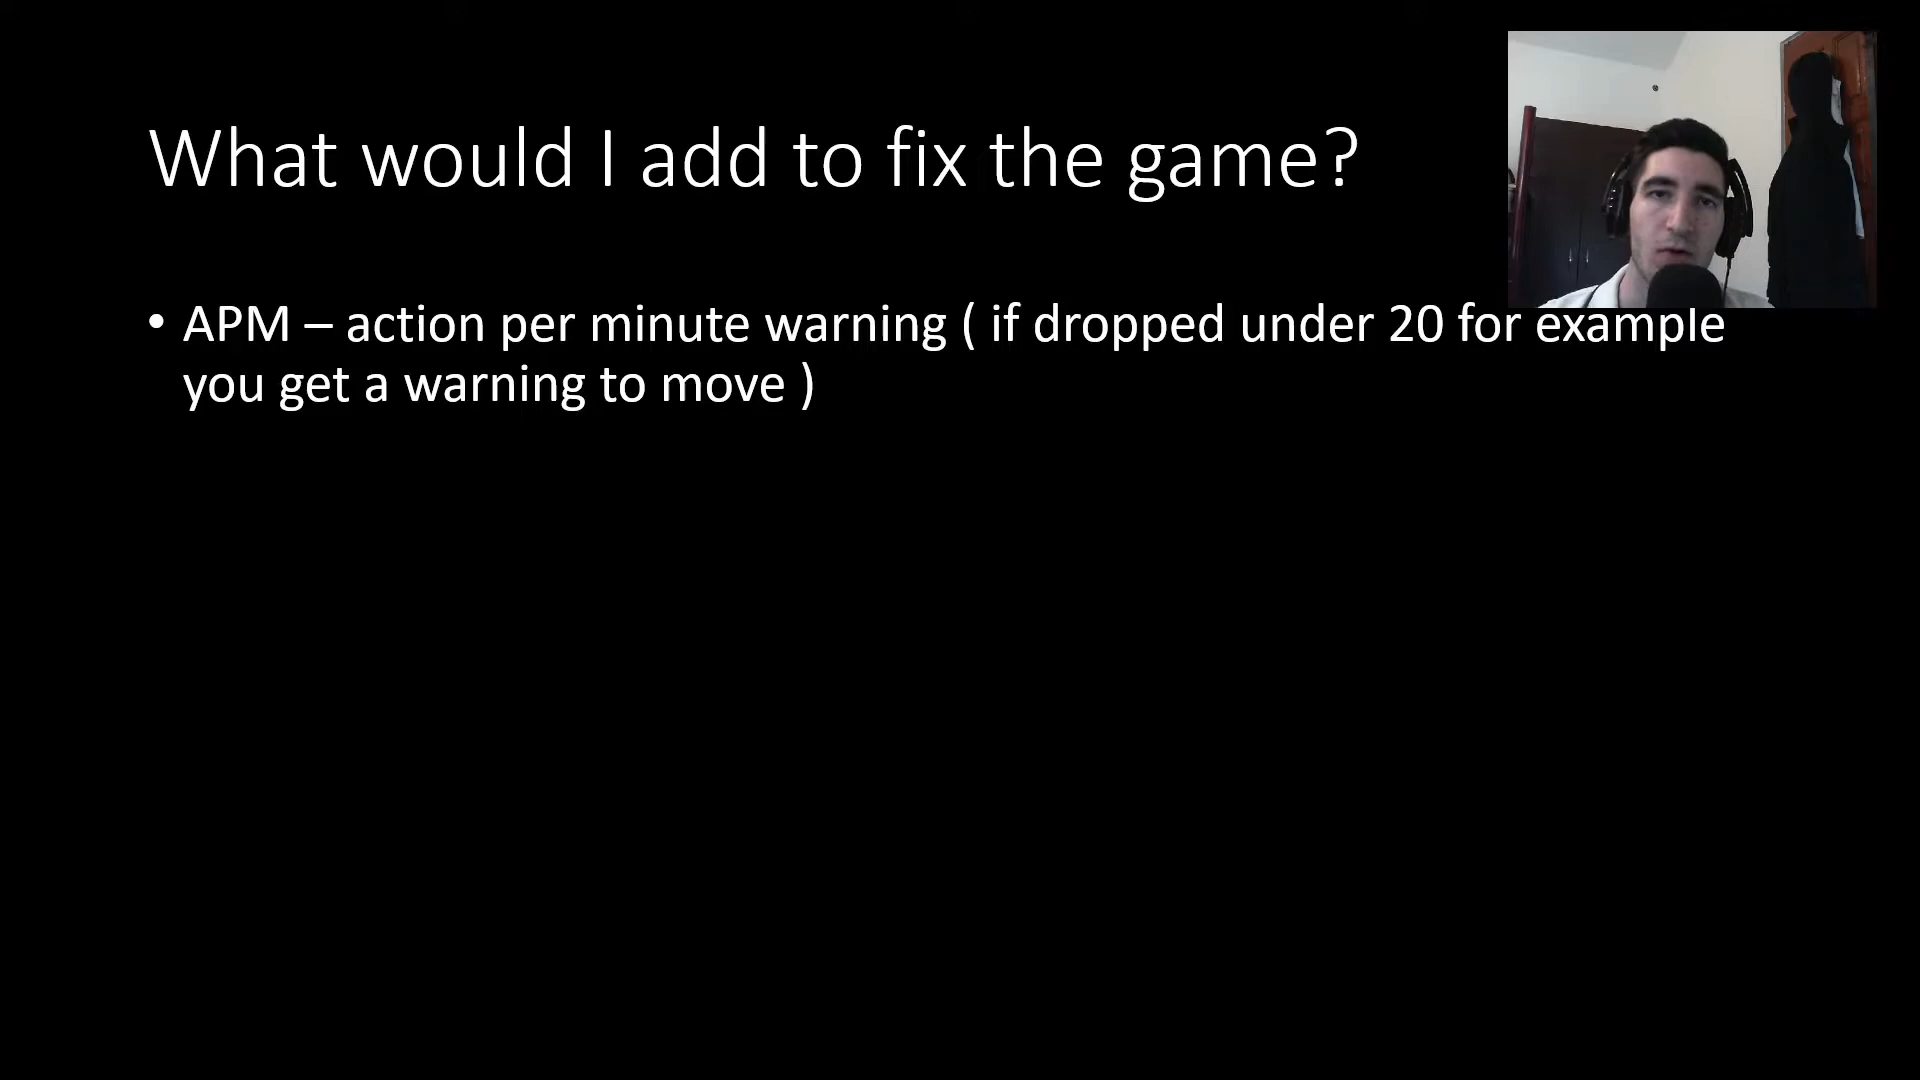 What would I add to fix the game?
• APM – action per minute warning ( if dropped under 20 for example
you get a warning to move )